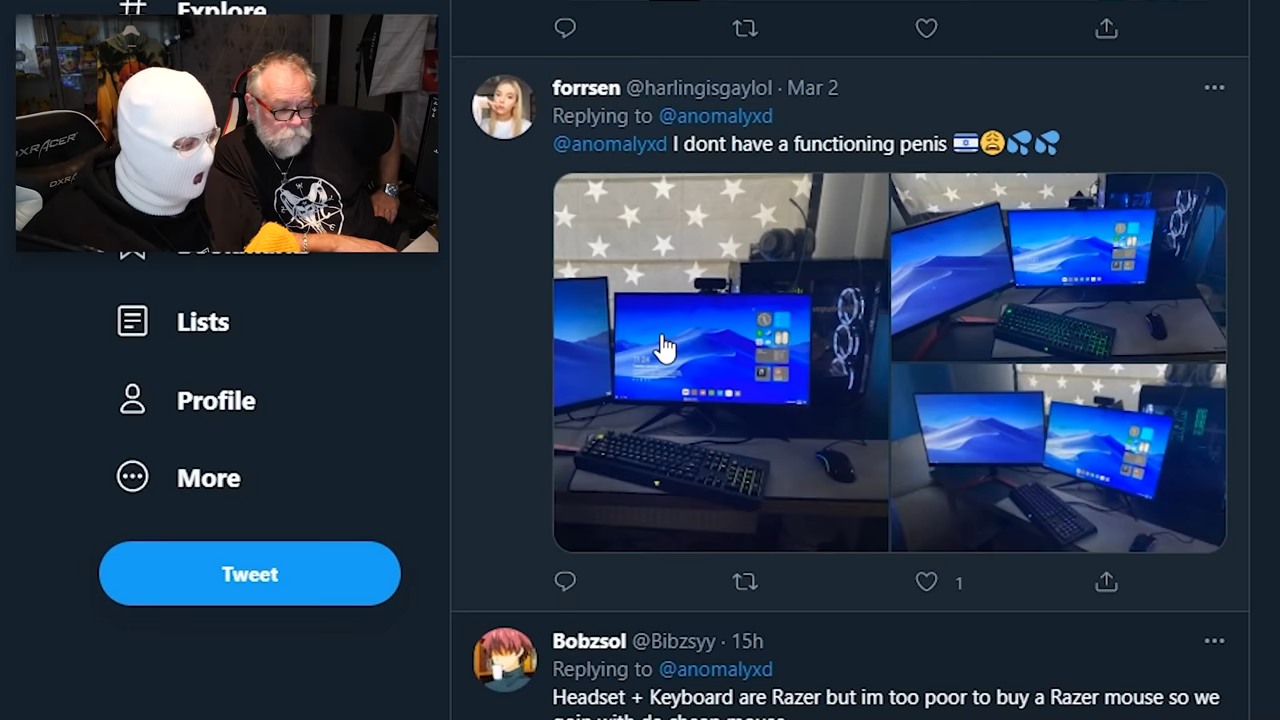 Explore
DXRACER
DXRA
forrsen @harlingisgaylol · Mar 2
Replying to @anomalyxd
@anomalyxd I dont have a functioning penis 🇮🇱😩💦💦
Lists
Profile
More
Tweet
1
Bobzsol @Bibzsyy · 15h
Replying to @anomalyxd
Headset + Keyboard are Razer but im too poor to buy a Razer mouse so we